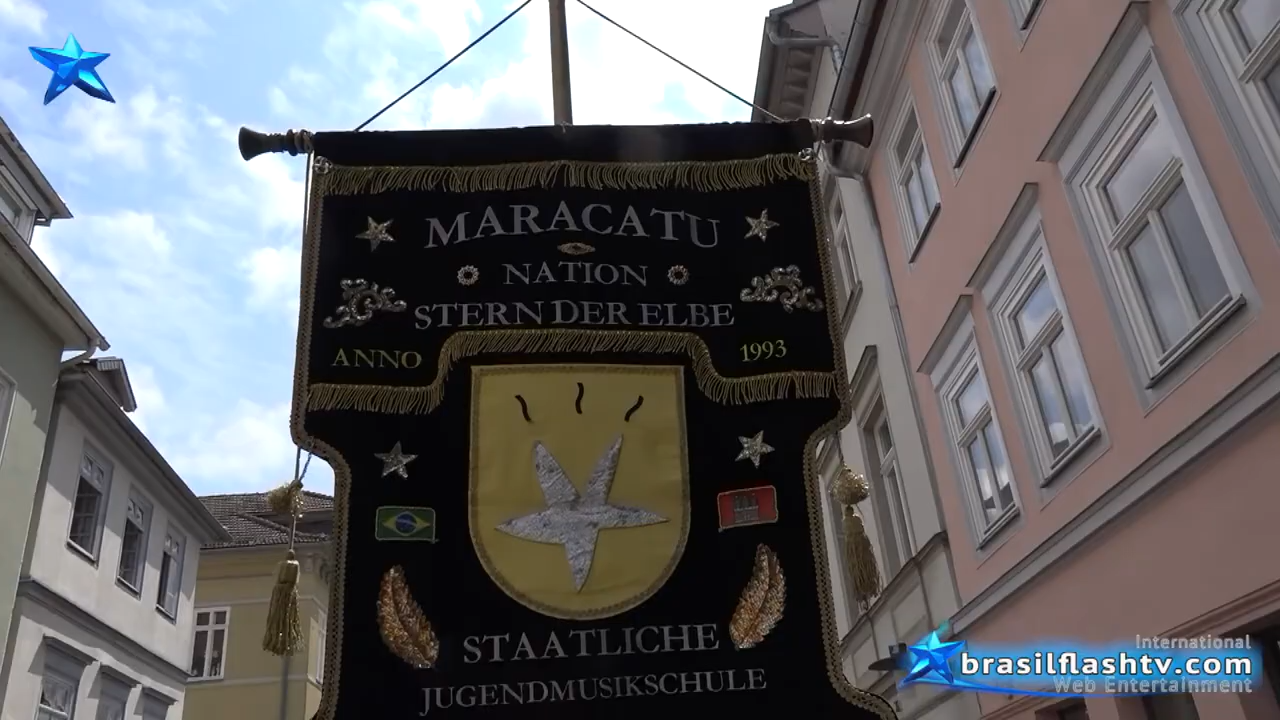 MARACATU
NATION
STERN DER ELBE
ANNO 1993
STAATLICHE
JUGENDMUSIKSCHULE
International
brasilflashtv.com
Web Entertainment